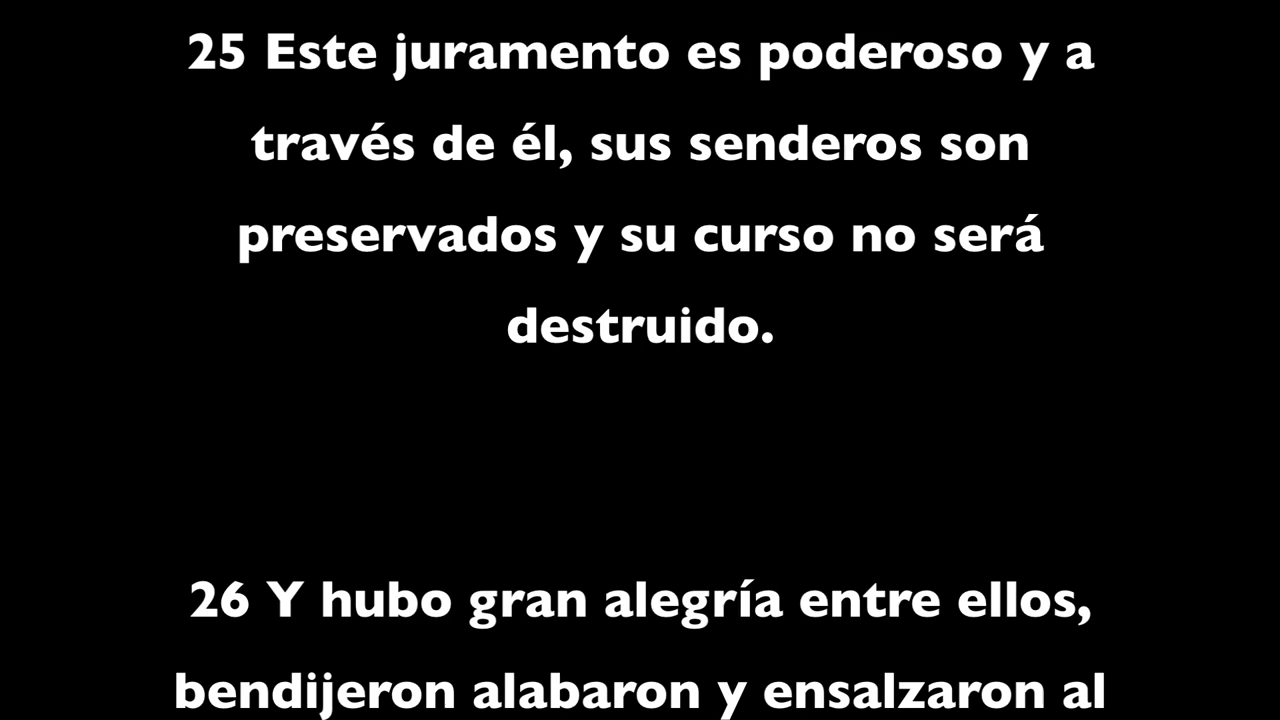 25 Este juramento es poderoso y a
través de él, sus senderos son
preservados y su curso no será
destruido.
26 Y hubo gran alegría entre ellos,
bendijeron alabaron y ensalzaron al